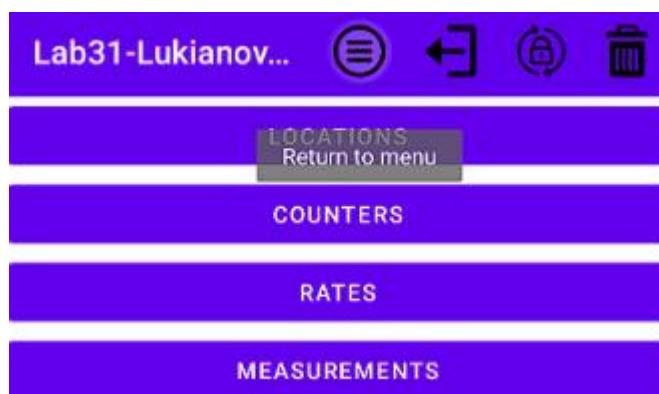 Lab31-Lukianov...
LOCATIONS
Return to menu
COUNTERS
RATES
MEASUREMENTS